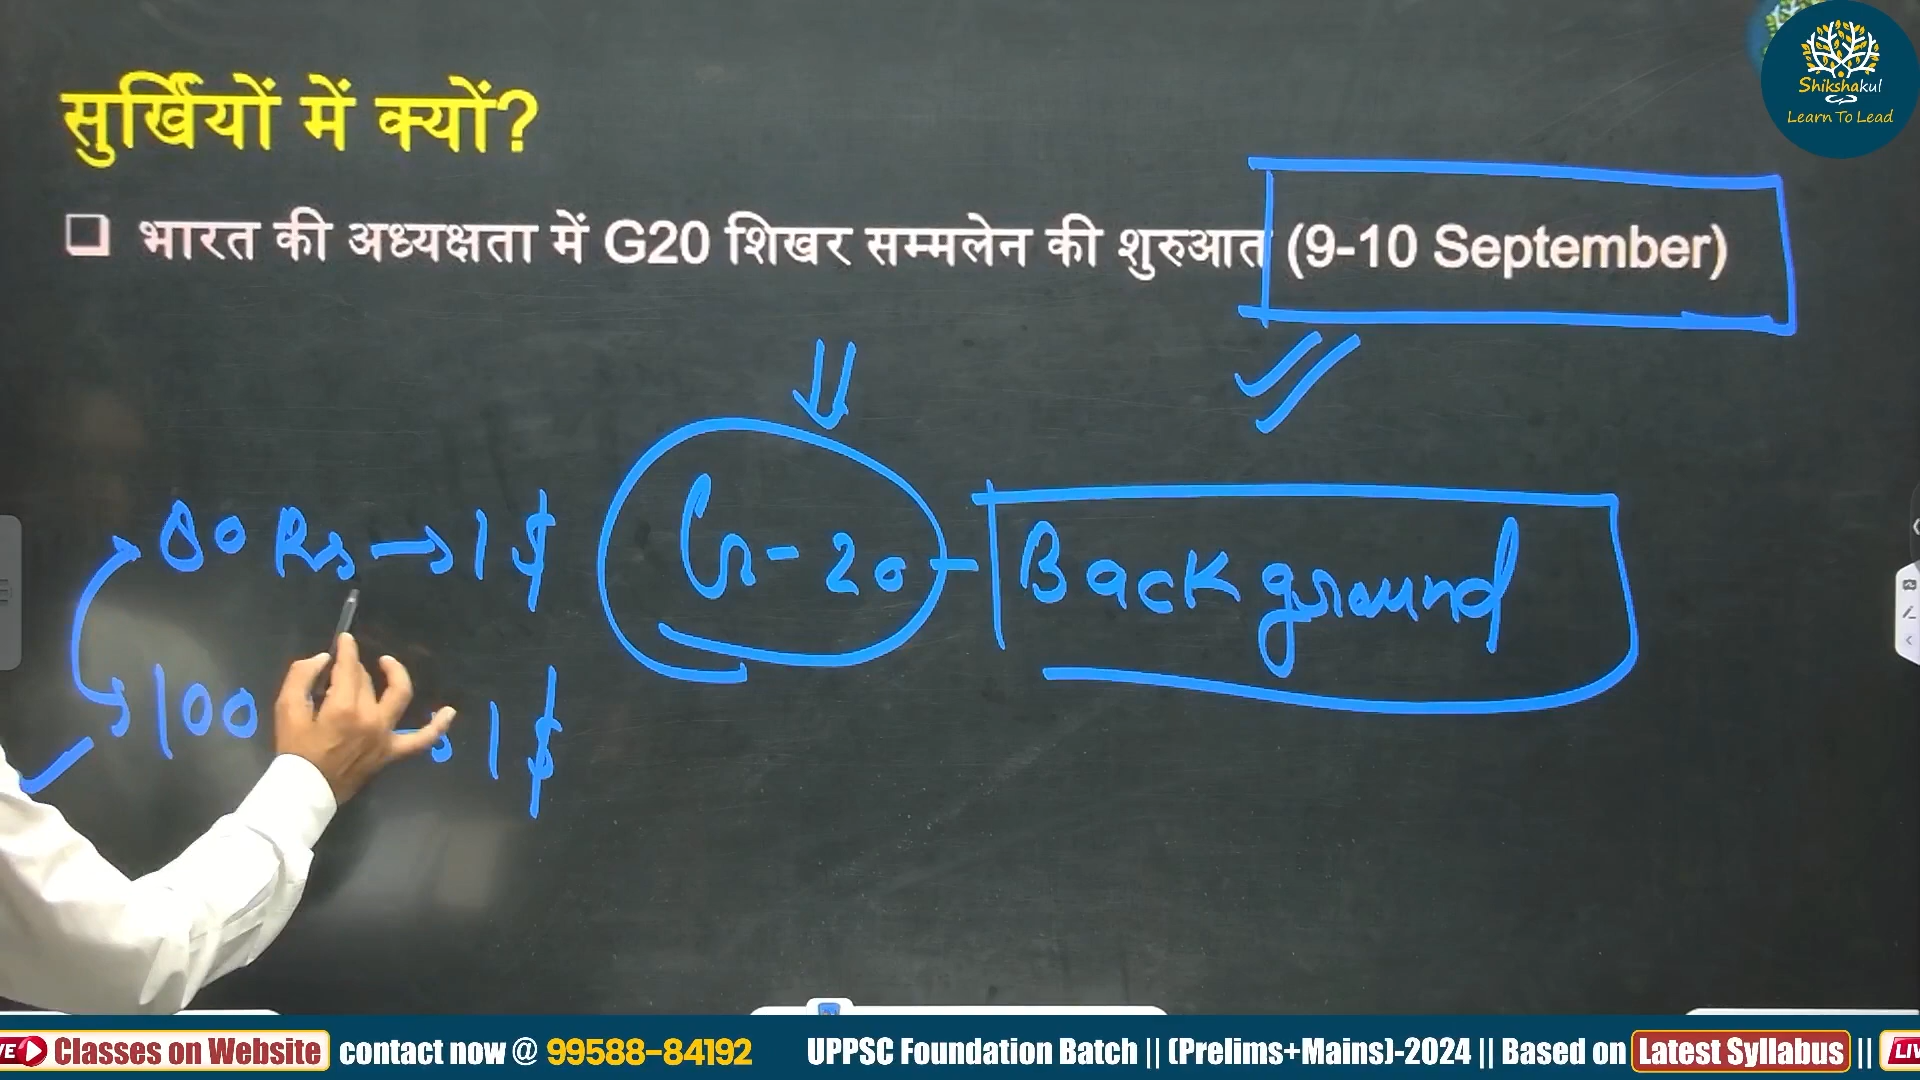 Shikshakul
Learn To Lead
सुर्खियों में क्यों?
❑ भारत की अध्यक्षता में G20 शिखर सम्मलेन की शुरुआत (9-10 September)
80 Rs → 1 $
G-20 - Background
100 → 1 $
Classes on Website contact now @ 99588-84192 UPPSC Foundation Batch || (Prelims+Mains)-2024 || Based on Latest Syllabus ||